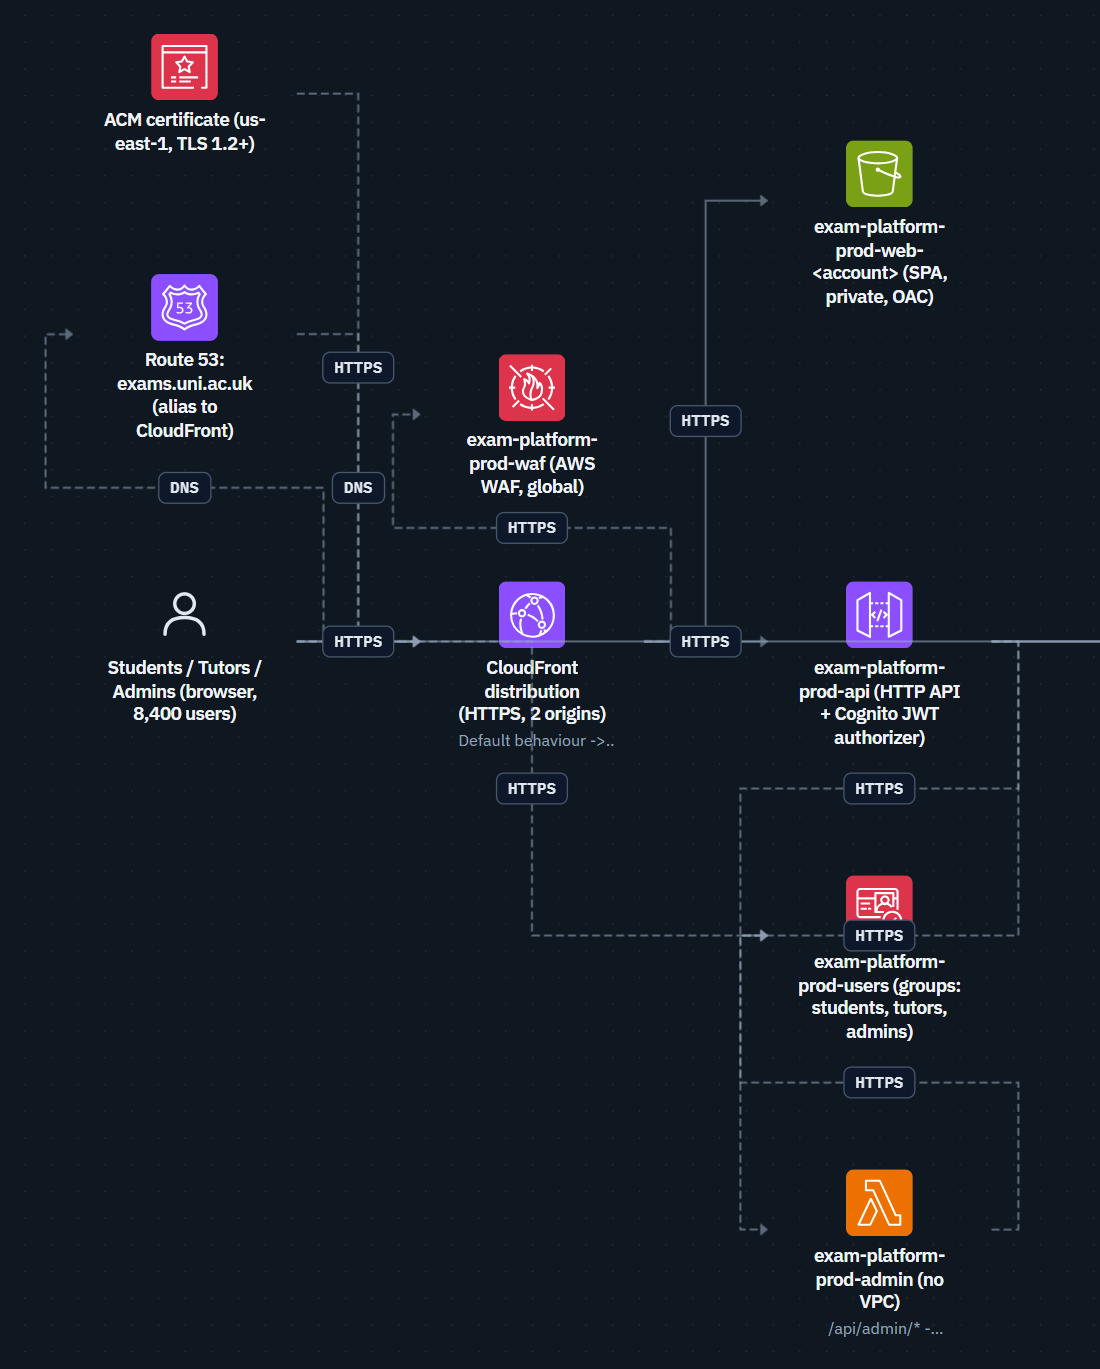 ACM certificate (us-
east-1, TLS 1.2+)
exam-platform-
prod-web-
<account> (SPA,
private, OAC)
53
Route 53:
exams.uni.ac.uk
(alias to
CloudFront)
HTTPS
exam-platform-
prod-waf (AWS
WAF, global)
HTTPS
DNS
DNS
HTTPS
HTTPS
HTTPS
Students / Tutors /
Admins (browser,
8,400 users)
CloudFront
distribution
(HTTPS, 2 origins)
Default behaviour ->..
exam-platform-
prod-api (HTTP API
+ Cognito JWT
authorizer)
HTTPS
HTTPS
HTTPS
exam-platform-
prod-users (groups:
students, tutors,
admins)
HTTPS
exam-platform-
prod-admin (no
VPC)
/api/admin/* -...